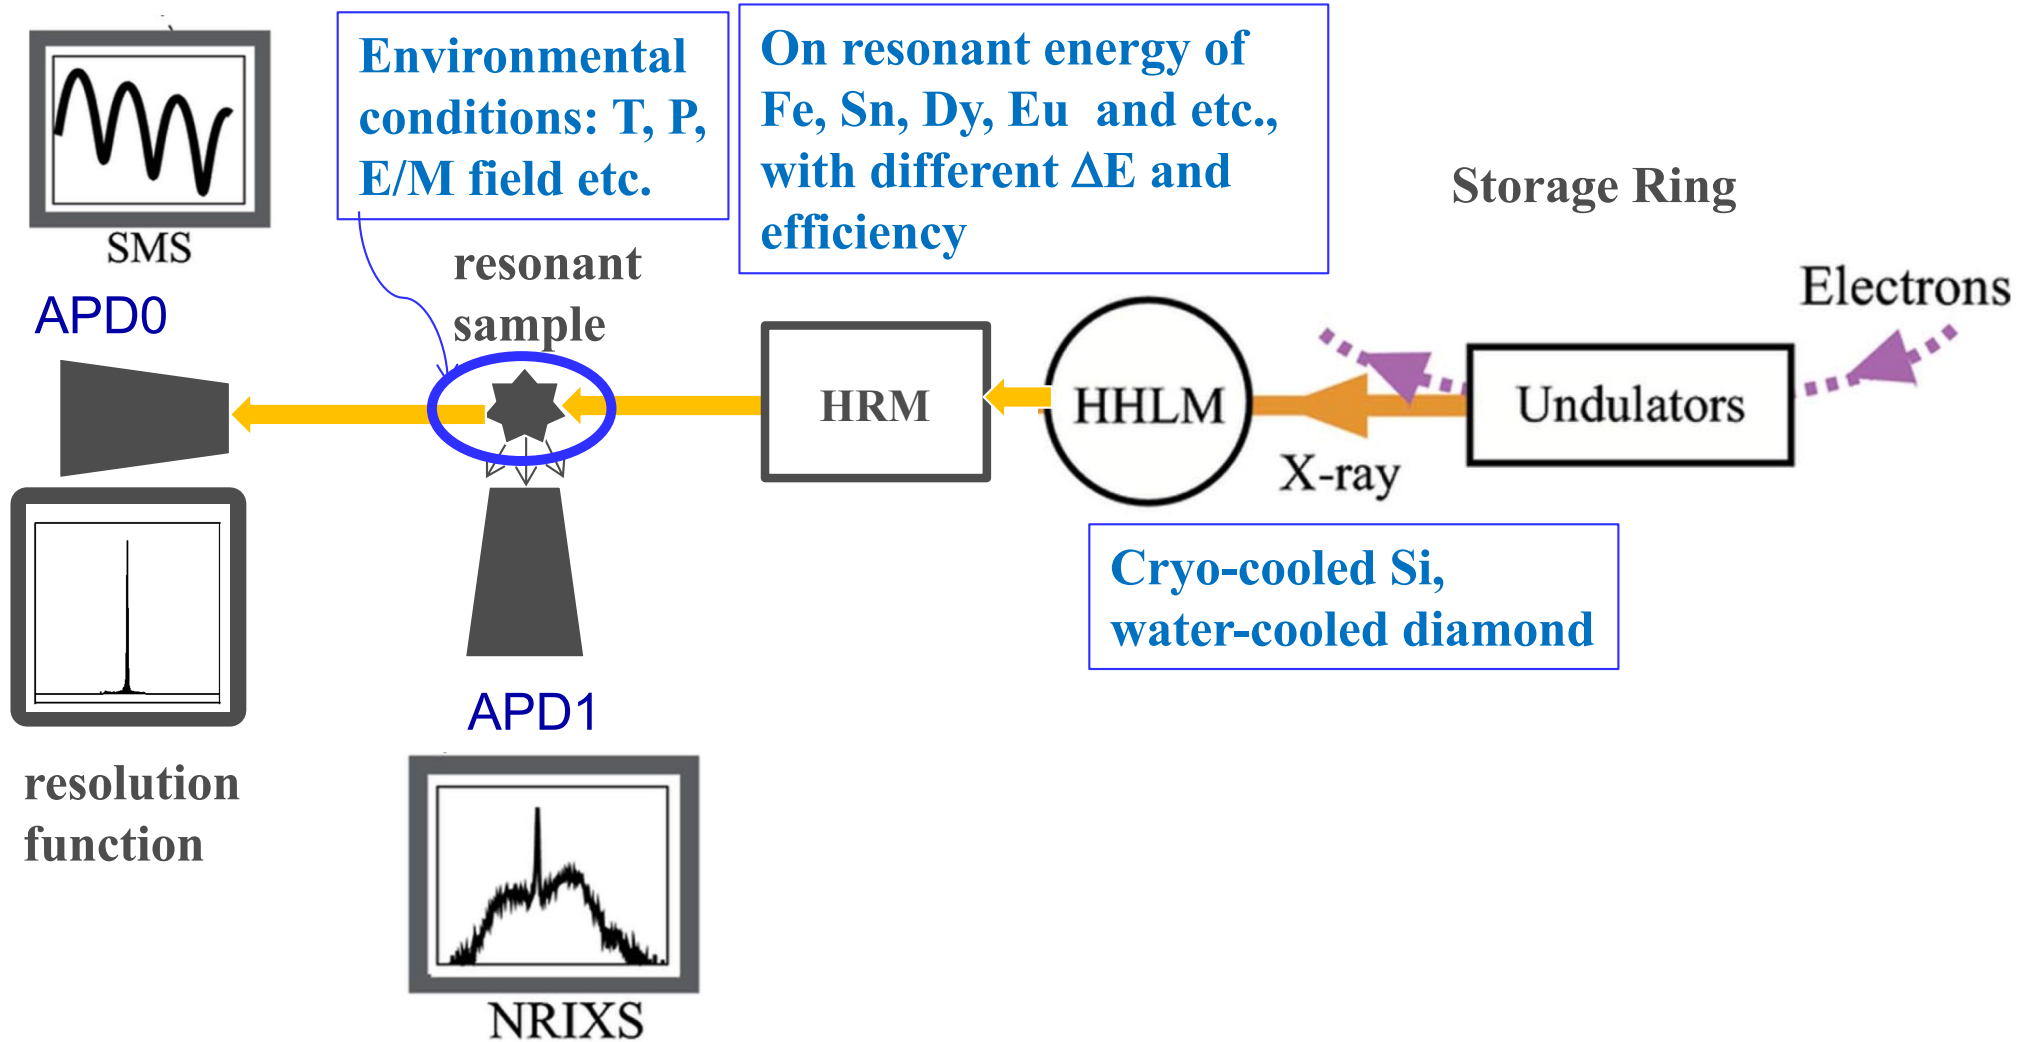 Environmental
conditions: T, P,
E/M field etc.
On resonant energy of
Fe, Sn, Dy, Eu  and etc.,
with different ΔE and
efficiency
Storage Ring
SMS
APD0
resonant
sample
Electrons
HRM
HHLM
Undulators
X-ray
Cryo-cooled Si,
water-cooled diamond
APD1
resolution
function
NRIXS